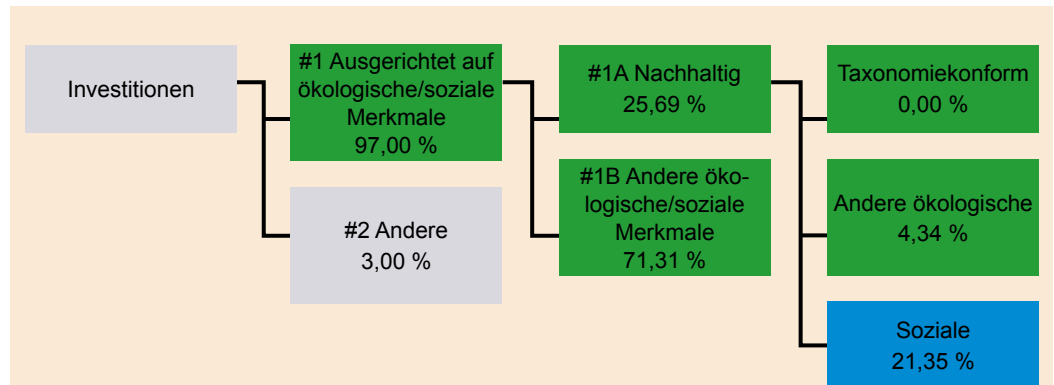 Investitionen
#1 Ausgerichtet auf
ökologische/soziale
Merkmale
97,00 %
#2 Andere
3,00 %
#1A Nachhaltig
25,69 %
#1B Andere öko-
logische/soziale
Merkmale
71,31 %
Taxonomiekonform
0,00 %
Andere ökologische
4,34 %
Soziale
21,35 %